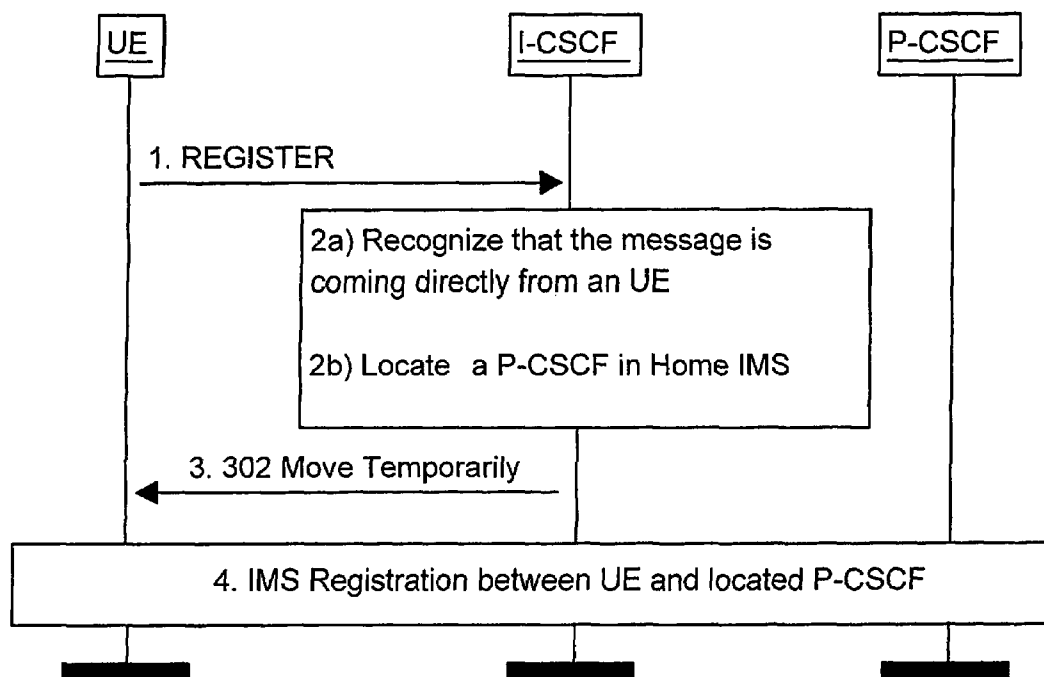 UE
I-CSCF
P-CSCF
1. REGISTER
2a) Recognize that the message is
coming directly from an UE
2b) Locate a P-CSCF in Home IMS
3. 302 Move Temporarily
4. IMS Registration between UE and located P-CSCF